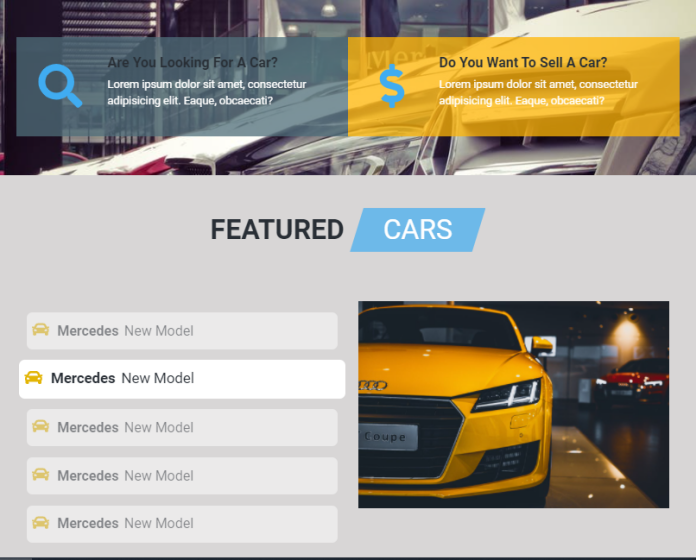 Are You Looking For A Car?
Lorem ipsum dolor sit amet, consectetur
adipisicing elit. Eaque, obcaecati?
Do You Want To Sell A Car?
Lorem ipsum dolor sit amet, consectetur
adipisicing elit. Eaque, obcaecati?
FEATURED CARS
Mercedes New Model
Mercedes New Model
Mercedes New Model
Mercedes New Model
Mercedes New Model
Coupe